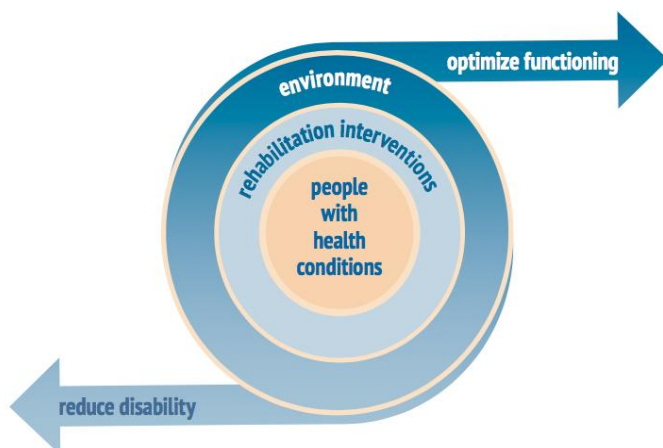 optimize functioning
environment
rehabilitation interventions
people
with
health
conditions
reduce disability